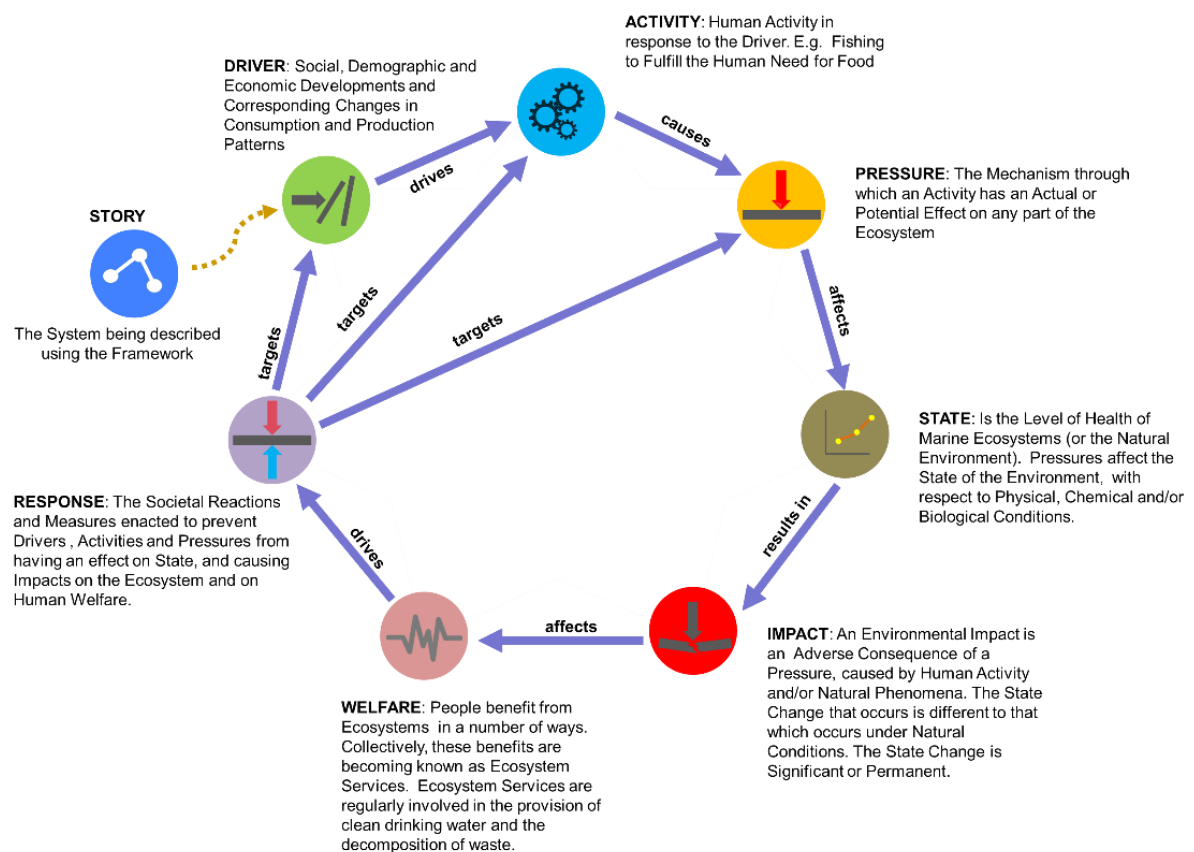 ACTIVITY: Human Activity in
response to the Driver. E.g. Fishing
to Fulfill the Human Need for Food
DRIVER: Social, Demographic and
Economic Developments and
Corresponding Changes in
Consumption and Production
Patterns
causes
drives
PRESSURE: The Mechanism through
which an Activity has an Actual or
Potential Effect on any part of the
Ecosystem
STORY
The System being described
using the Framework
targets
targets
targets
affects
STATE: Is the Level of Health of
Marine Ecosystems (or the Natural
Environment). Pressures affect the
State of the Environment, with
respect to Physical, Chemical and/or
Biological Conditions.
RESPONSE: The Societal Reactions
and Measures enacted to prevent
Drivers , Activities and Pressures from
having an effect on State, and causing
Impacts on the Ecosystem and on
Human Welfare.
results in
drives
affects
IMPACT: An Environmental Impact is
an Adverse Consequence of a
Pressure, caused by Human Activity
and/or Natural Phenomena. The State
Change that occurs is different to that
which occurs under Natural
Conditions. The State Change is
Significant or Permanent.
WELFARE: People benefit from
Ecosystems in a number of ways.
Collectively, these benefits are
becoming known as Ecosystem
Services. Ecosystem Services are
regularly involved in the provision of
clean drinking water and the
decomposition of waste.